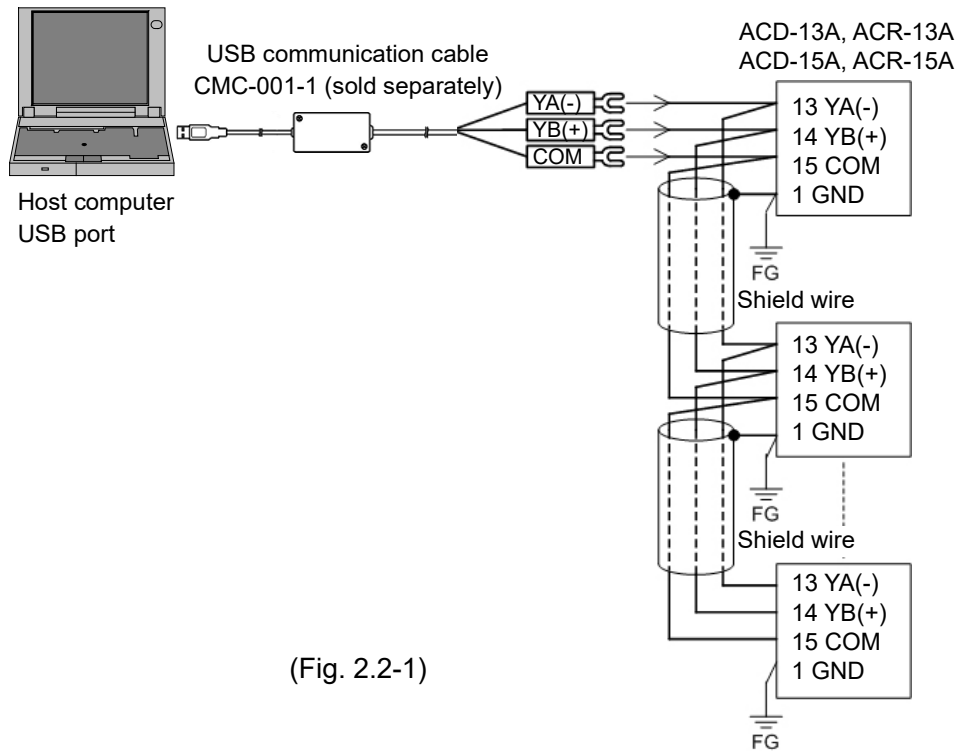 ACD-13A, ACR-13A
ACD-15A, ACR-15A
USB communication cable
CMC-001-1 (sold separately)
YA(-)
YB(+)
COM
13 YA(-)
14 YB(+)
15 COM
1 GND
Host computer
USB port
FG
Shield wire
13 YA(-)
14 YB(+)
15 COM
1 GND
FG
Shield wire
13 YA(-)
14 YB(+)
15 COM
1 GND
(Fig. 2.2-1)
FG